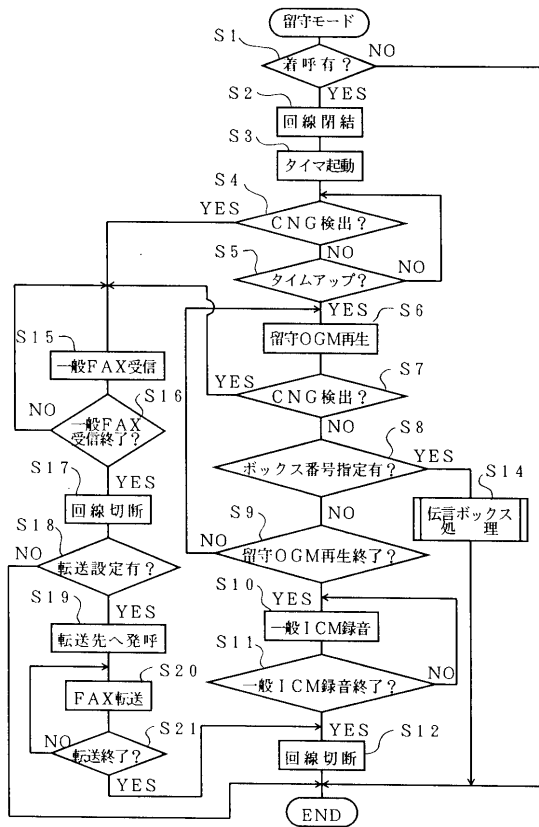 留守モード
S1
着呼有?
NO
YES
S2
回線閉結
S3
タイマ起動
S4
YES
CNG検出?
NO
S5
タイムアップ?
NO
YES
S6
留守OGM再生
S7
YES
CNG検出?
NO
S8
ボックス番号指定有?
YES
NO
S14
伝言ボックス
処理
S9
NO
留守OGM再生終了?
YES
S10
一般ICM録音
S11
一般ICM録音終了?
NO
YES
S12
回線切断
END
S15
一般FAX受信
S16
NO
一般FAX
受信終了?
YES
S17
回線切断
S18
NO
転送設定有?
YES
S19
転送先へ発呼
S20
FAX転送
S21
NO
転送終了?
YES